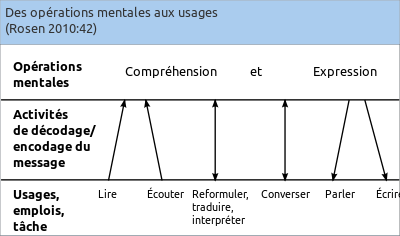 Des opérations mentales aux usages
(Rosen 2010:42)
Opérations
mentales
Compréhension et Expression
Activités
de décodage/
encodage du
message
Usages,
emplois,
tâche
Lire
Écouter
Reformuler,
traduire,
interpréter
Converser
Parler
Écrire